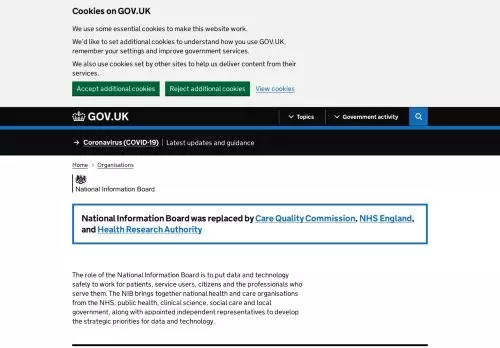 Cookies on GOV.UK
We use some essential cookies to make this website work.
We'd like to set additional cookies to understand how you use GOV.UK,
remember your settings and improve government services.
We also use cookies set by other sites to help us deliver content from their
services.
Accept additional cookies Reject additional cookies View cookies
GOV.UK Topics Government activity
→ Coronavirus (COVID-19) | Latest updates and guidance
Home > Organisations
National Information Board
National Information Board was replaced by Care Quality Commission, NHS England,
and Health Research Authority
The role of the National Information Board is to put data and technology
safely to work for patients, service users, citizens and the professionals who
serve them. The NIB brings together national health and care organisations
from the NHS, public health, clinical science, social care and local
government, along with appointed independent representatives to develop
the strategic priorities for data and technology.